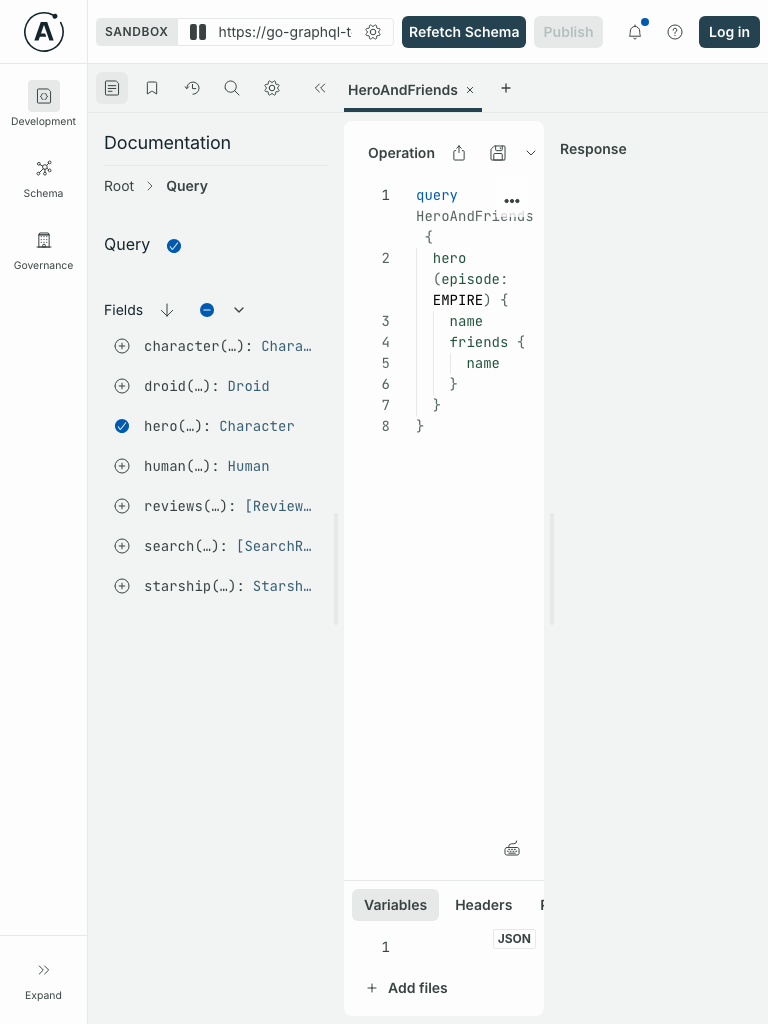 A
SANDBOX
https://go-graphql-t
Refetch Schema
Publish
Log in
Development
Schema
Governance
Expand
HeroAndFriends
Documentation
Root > Query
Query
Fields
character(…): Chara…
droid(…): Droid
hero(…): Character
human(…): Human
reviews(…): [Review…
search(…): [SearchR…
starship(…): Starsh…
Operation
1 query
HeroAndFriends
{
2 hero
(episode:
EMPIRE) {
3 name
4 friends {
5 name
6 }
7 }
8 }
Variables
Headers
1
JSON
+ Add files
Response